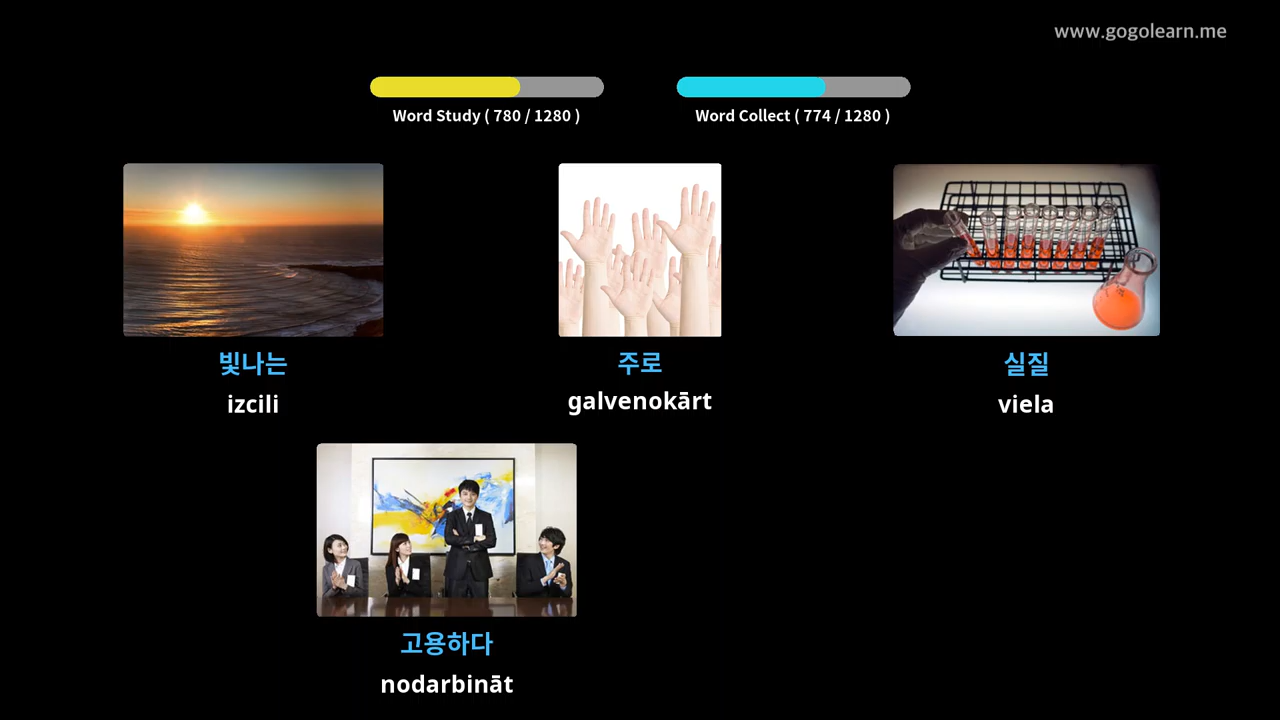 www.gogolearn.me
Word Study ( 780 / 1280 )
Word Collect ( 774 / 1280 )
빛나는
izcili
주로
galvenokārt
실질
viela
고용하다
nodarbināt